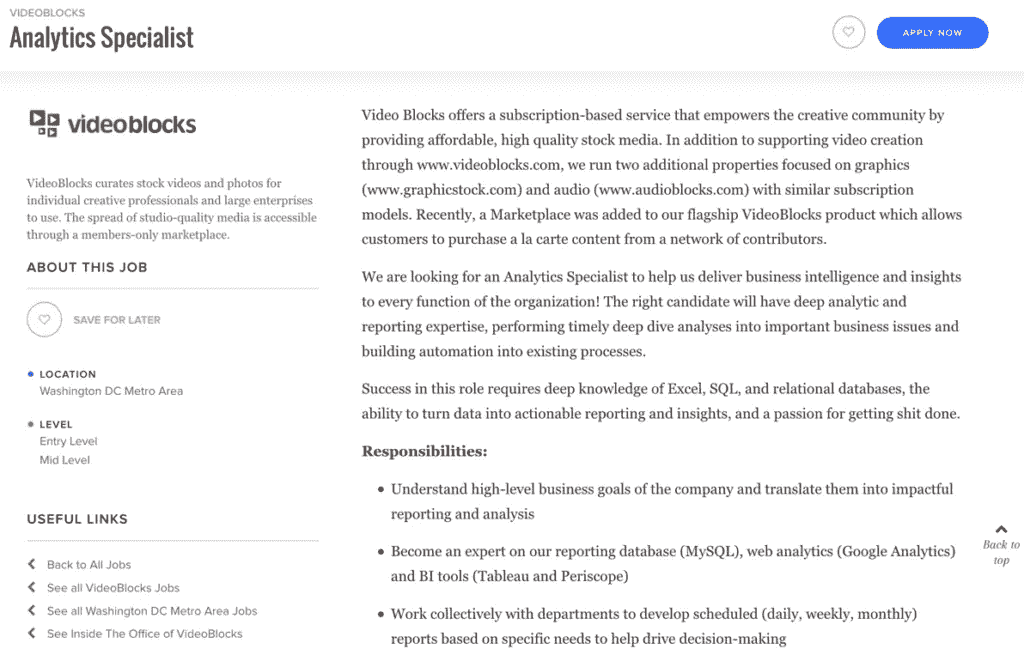 VIDEOBLOCKS
Analytics Specialist
APPLY NOW
videoblocks
VideoBlocks curates stock videos and photos for
individual creative professionals and large enterprises
to use. The spread of studio-quality media is accessible
through a members-only marketplace.
ABOUT THIS JOB
SAVE FOR LATER
LOCATION
Washington DC Metro Area
LEVEL
Entry Level
Mid Level
USEFUL LINKS
Back to All Jobs
See all VideoBlocks Jobs
See all Washington DC Metro Area Jobs
See Inside The Office of VideoBlocks
Video Blocks offers a subscription-based service that empowers the creative community by
providing affordable, high quality stock media. In addition to supporting video creation
through www.videoblocks.com, we run two additional properties focused on graphics
(www.graphicstock.com) and audio (www.audioblocks.com) with similar subscription
models. Recently, a Marketplace was added to our flagship VideoBlocks product which allows
customers to purchase a la carte content from a network of contributors.
We are looking for an Analytics Specialist to help us deliver business intelligence and insights
to every function of the organization! The right candidate will have deep analytic and
reporting expertise, performing timely deep dive analyses into important business issues and
building automation into existing processes.
Success in this role requires deep knowledge of Excel, SQL, and relational databases, the
ability to turn data into actionable reporting and insights, and a passion for getting shit done.
Responsibilities:
• Understand high-level business goals of the company and translate them into impactful
reporting and analysis
• Become an expert on our reporting database (MySQL), web analytics (Google Analytics)
and BI tools (Tableau and Periscope)
• Work collectively with departments to develop scheduled (daily, weekly, monthly)
reports based on specific needs to help drive decision-making
Back to
top